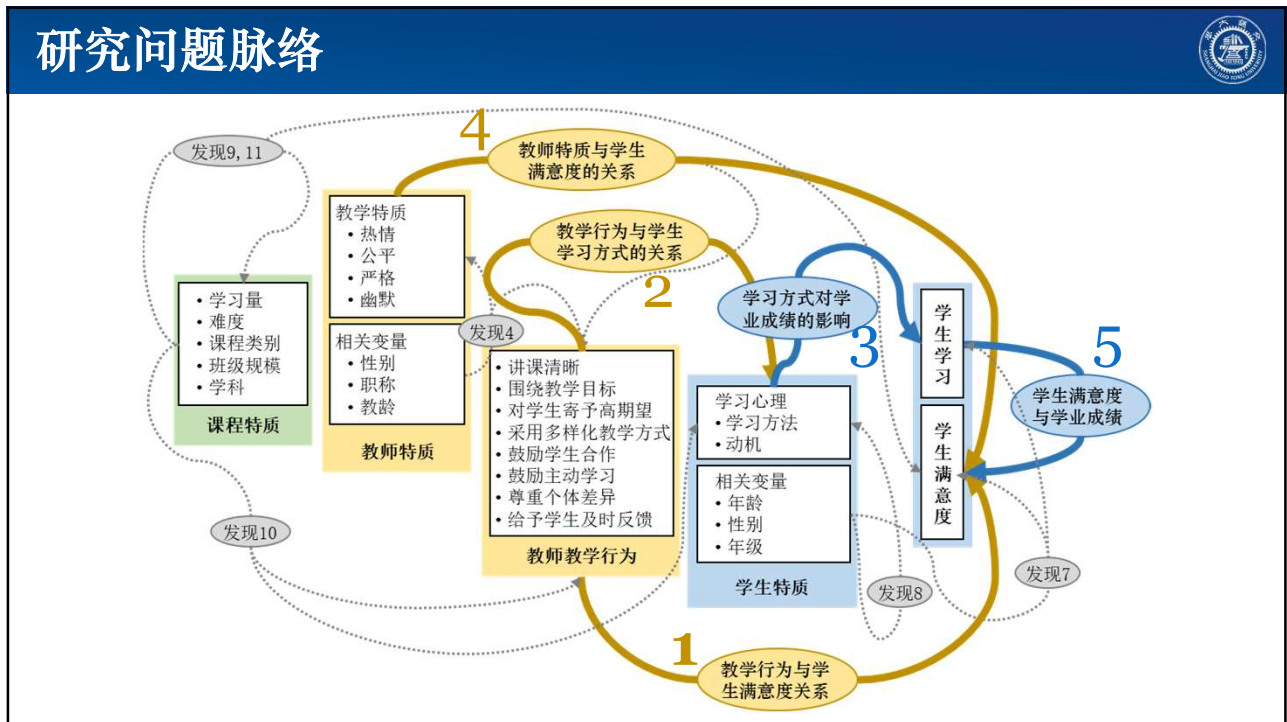 研究问题脉络
SHANGHAI JIAO TONG UNIVERSITY
4
教师特质与学生
满意度的关系
发现9, 11
教学特质
• 热情
• 公平
• 严格
• 幽默
教学行为与学生
学习方式的关系
2
• 学习量
• 难度
• 课程类别
• 班级规模
• 学科
课程特质
相关变量
• 性别
• 职称
• 教龄
教师特质
发现4
学习方式对学
业成绩的影响
3
学生学习
5
学生满意度
与学业成绩
• 讲课清晰
• 围绕教学目标
• 对学生寄予高期望
• 采用多样化教学方式
• 鼓励学生合作
• 鼓励主动学习
• 尊重个体差异
• 给予学生及时反馈
教师教学行为
学习心理
• 学习方法
• 动机
相关变量
• 年龄
• 性别
• 年级
学生特质
学生满意度
发现10
发现8
发现7
1
教学行为与学
生满意度关系